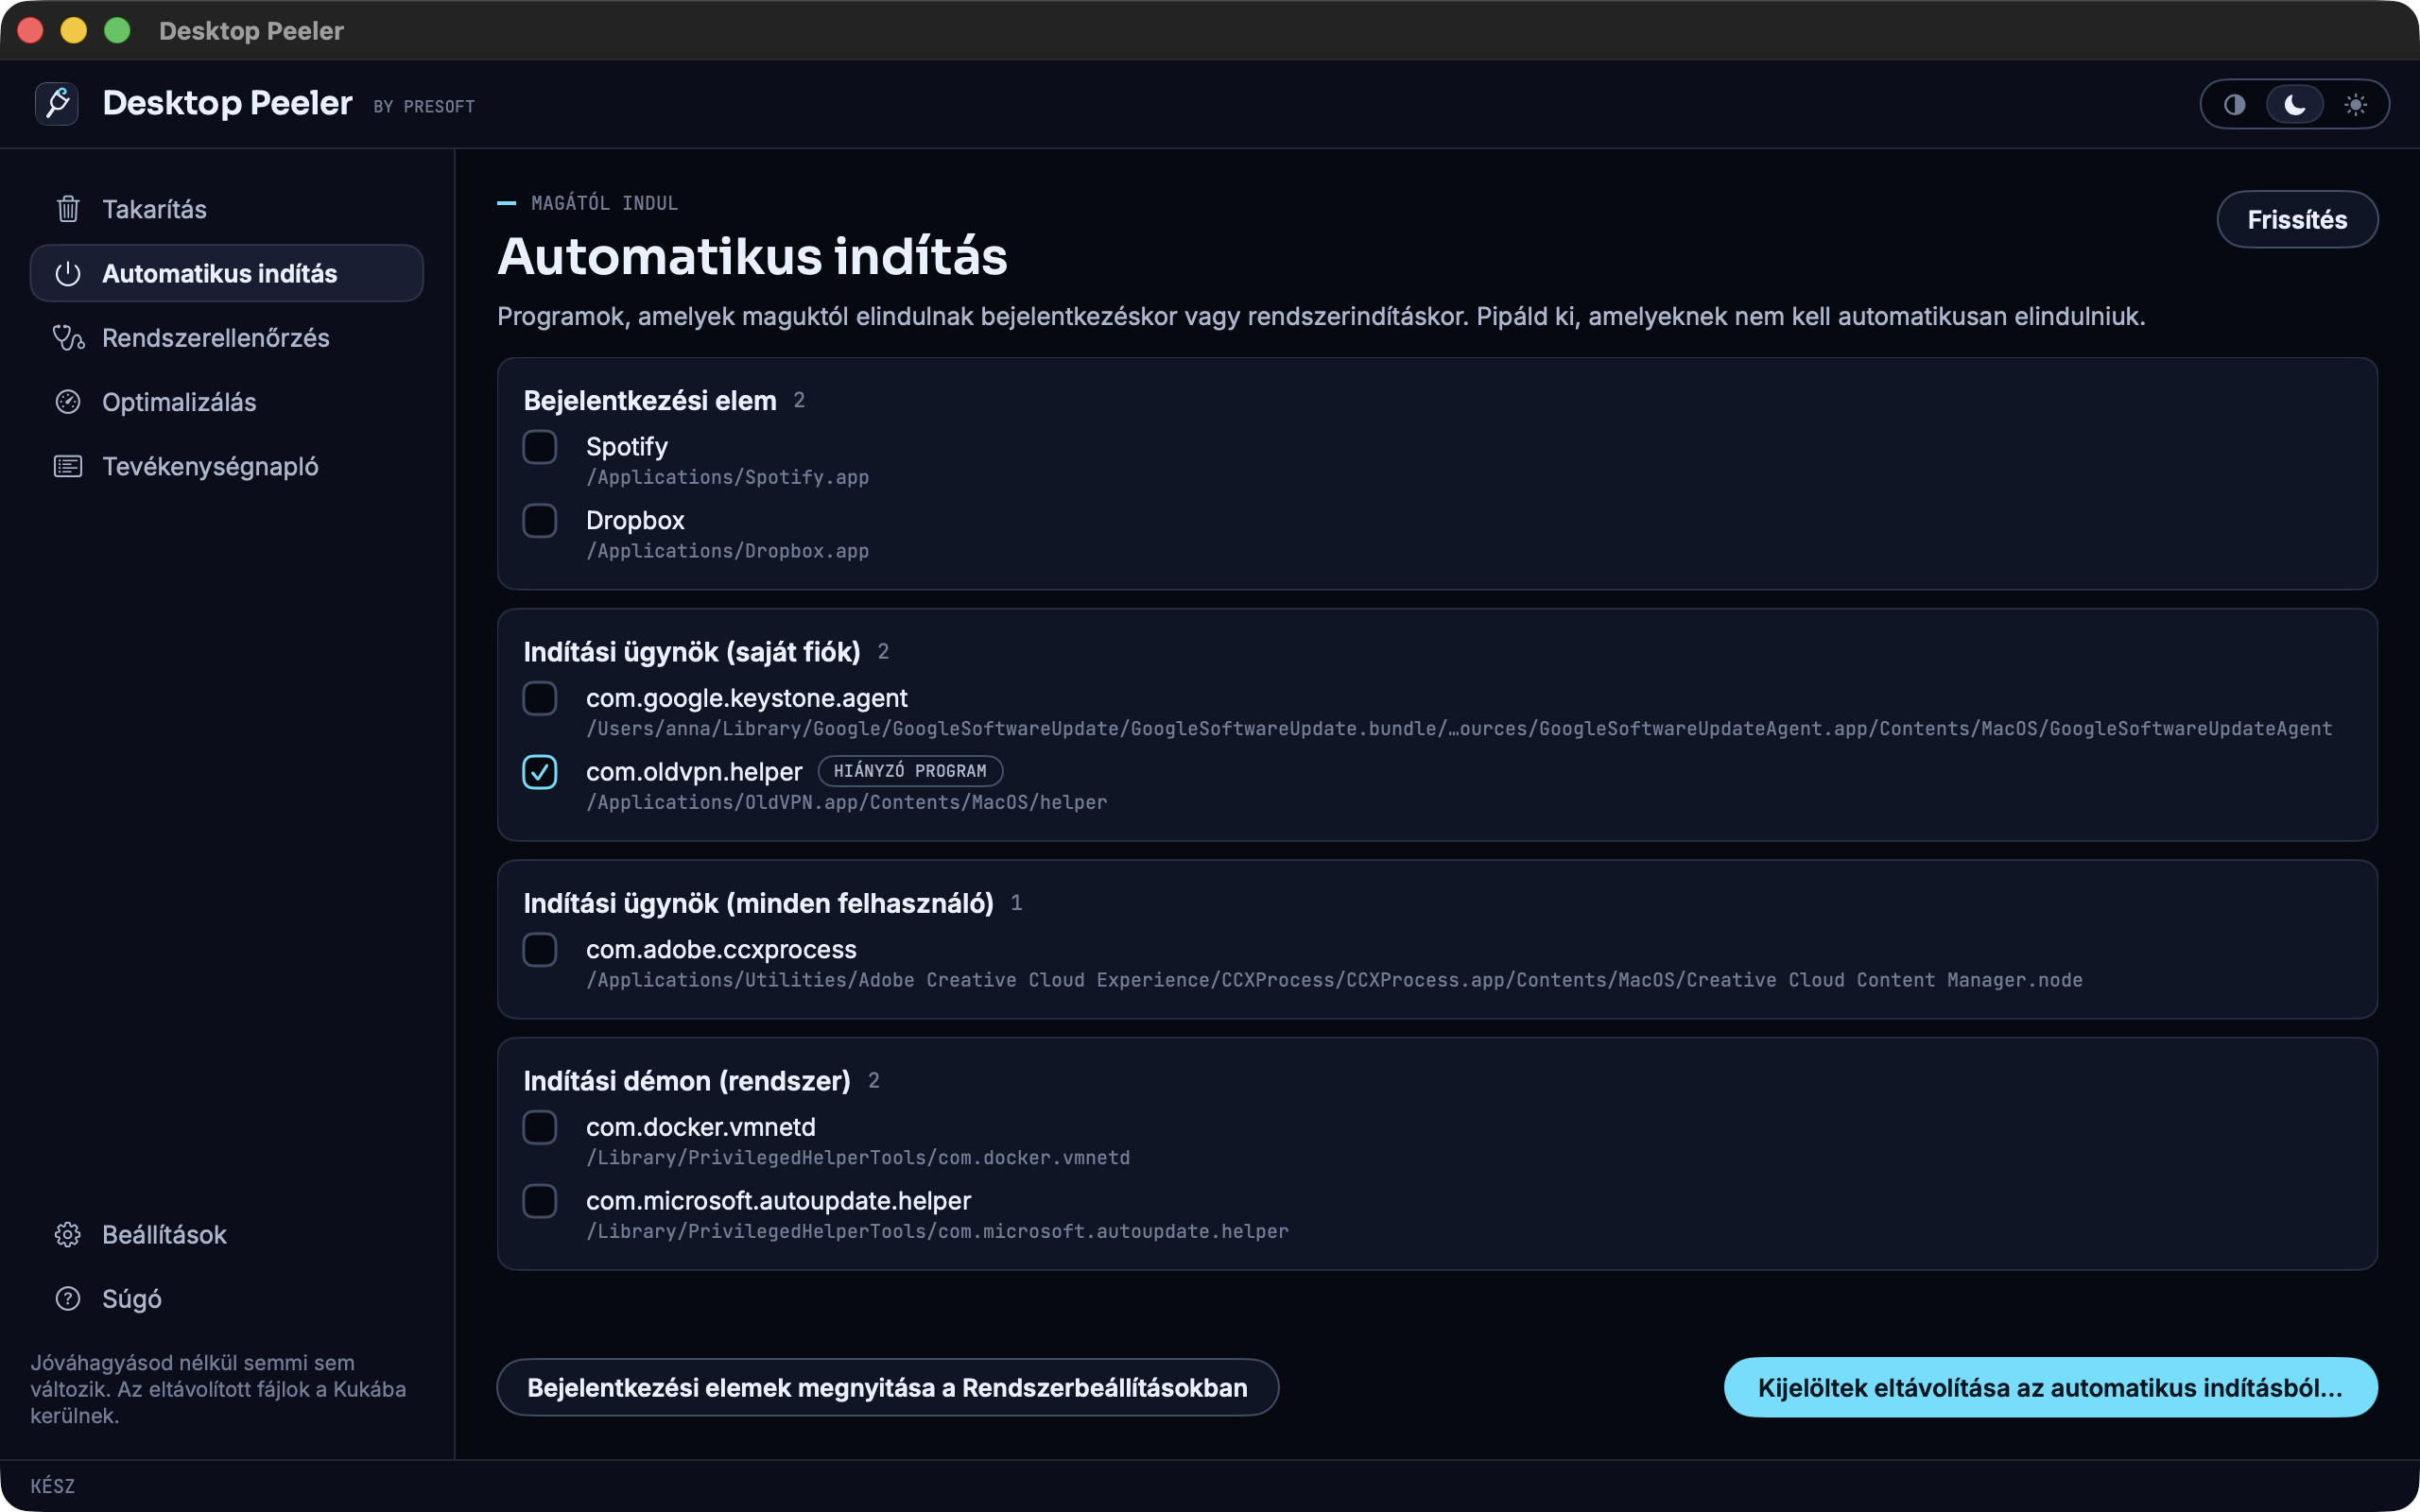 Desktop Peeler
Desktop Peeler BY PRESOFT
Takarítás
Automatikus indítás
Rendszerellenőrzés
Optimalizálás
Tevékenységnapló
Beállítások
Súgó
Jóváhagyásod nélkül semmi sem
változik. Az eltávolított fájlok a Kukába
kerülnek.
MAGÁTÓL INDUL
Automatikus indítás
Frissítés
Programok, amelyek maguktól elindulnak bejelentkezéskor vagy rendszerindításkor. Pipáld ki, amelyeknek nem kell automatikusan elindulniuk.
Bejelentkezési elem 2
Spotify
/Applications/Spotify.app
Dropbox
/Applications/Dropbox.app
Indítási ügynök (saját fiók) 2
com.google.keystone.agent
/Users/anna/Library/Google/GoogleSoftwareUpdate/GoogleSoftwareUpdate.bundle/…ources/GoogleSoftwareUpdateAgent.app/Contents/MacOS/GoogleSoftwareUpdateAgent
com.oldvpn.helper HIÁNYZÓ PROGRAM
/Applications/OldVPN.app/Contents/MacOS/helper
Indítási ügynök (minden felhasználó) 1
com.adobe.ccxprocess
/Applications/Utilities/Adobe Creative Cloud Experience/CCXProcess/CCXProcess.app/Contents/MacOS/Creative Cloud Content Manager.node
Indítási démon (rendszer) 2
com.docker.vmnetd
/Library/PrivilegedHelperTools/com.docker.vmnetd
com.microsoft.autoupdate.helper
/Library/PrivilegedHelperTools/com.microsoft.autoupdate.helper
Bejelentkezési elemek megnyitása a Rendszerbeállításokban
Kijelöltek eltávolítása az automatikus indításból…
KÉSZ